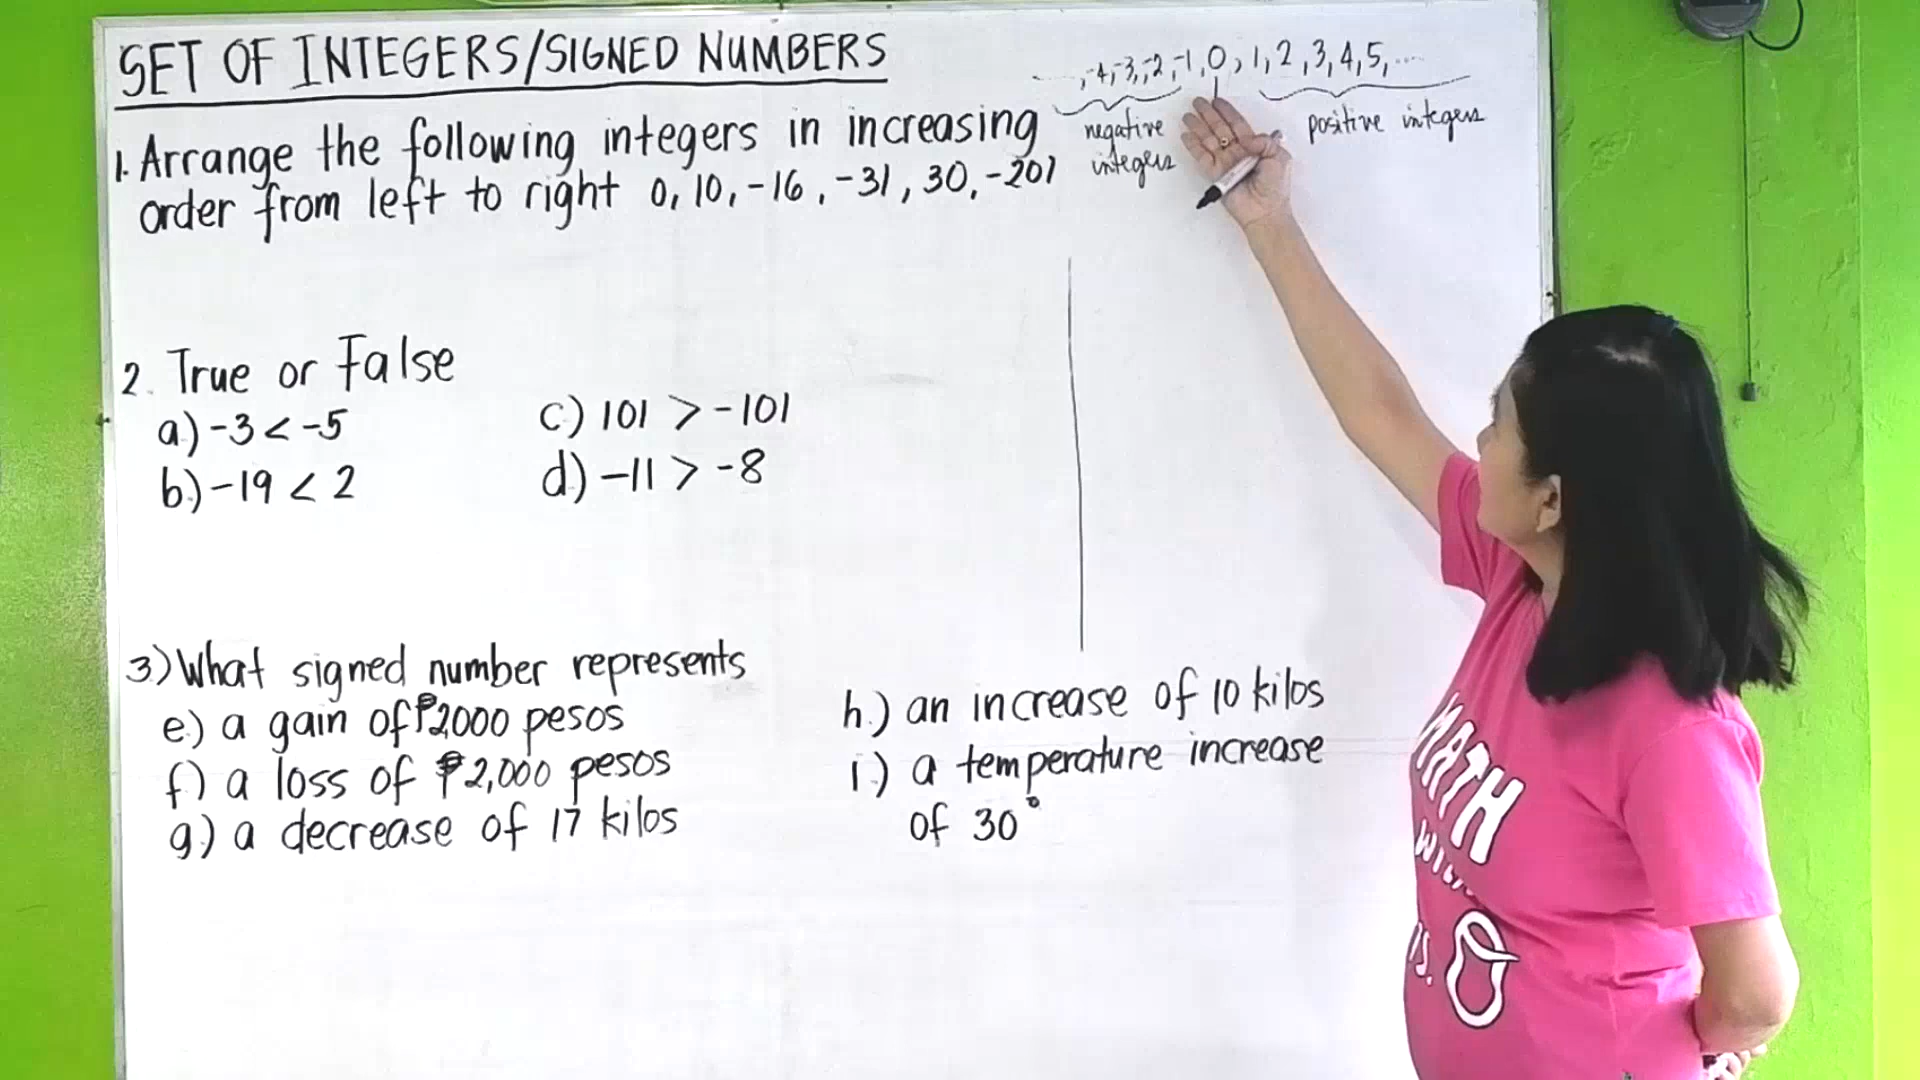 SET OF INTEGERS/SIGNED NUMBERS
...., -4, -3, -2, -1, 0, 1, 2, 3, 4, 5, ...
negative
integers
positive integers
1. Arrange the following integers in increasing
order from left to right 0, 10, -16, -31, 30, -201
2. True or False
a.) -3 < -5
b.) -19 < 2
c.) 101 > -101
d.) -11 > -8
3.) What signed number represents
e.) a gain of ₱2000 pesos
f.) a loss of ₱2,000 pesos
g.) a decrease of 17 kilos
h.) an increase of 10 kilos
i.) a temperature increase
of 30°
MATH